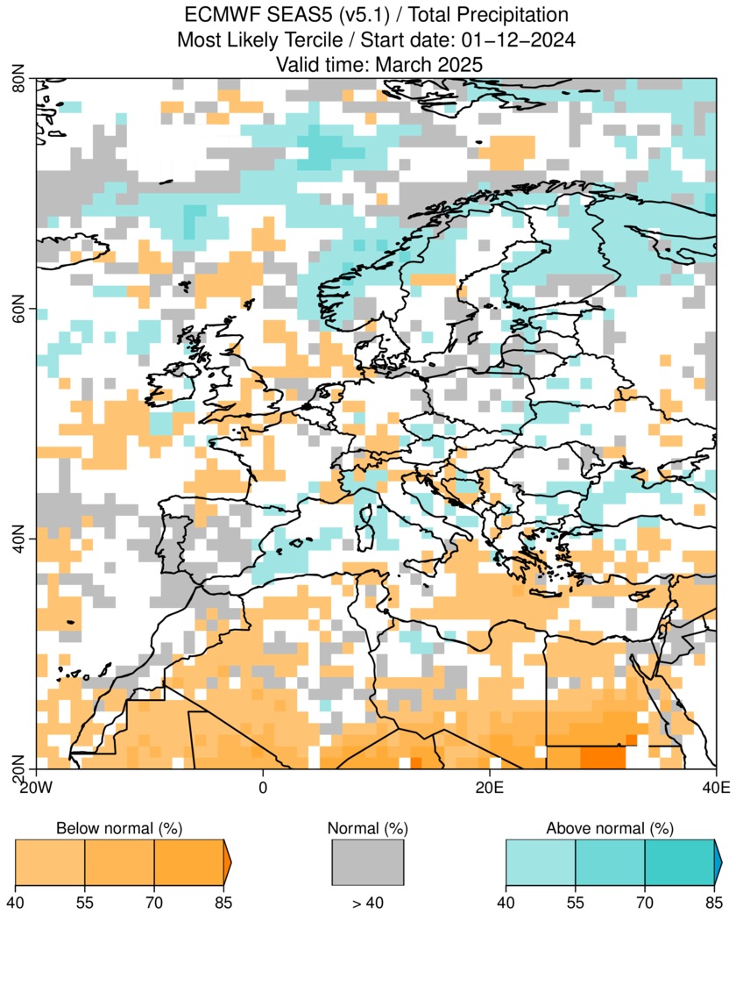 ECMWF SEAS5 (v5.1) / Total Precipitation
Most Likely Tercile / Start date: 01−12−2024
Valid time: March 2025
80N
60N
40N
20N
20W 0 20E 40E
Below normal (%) Normal (%) Above normal (%)
40 55 70 85 > 40 40 55 70 85